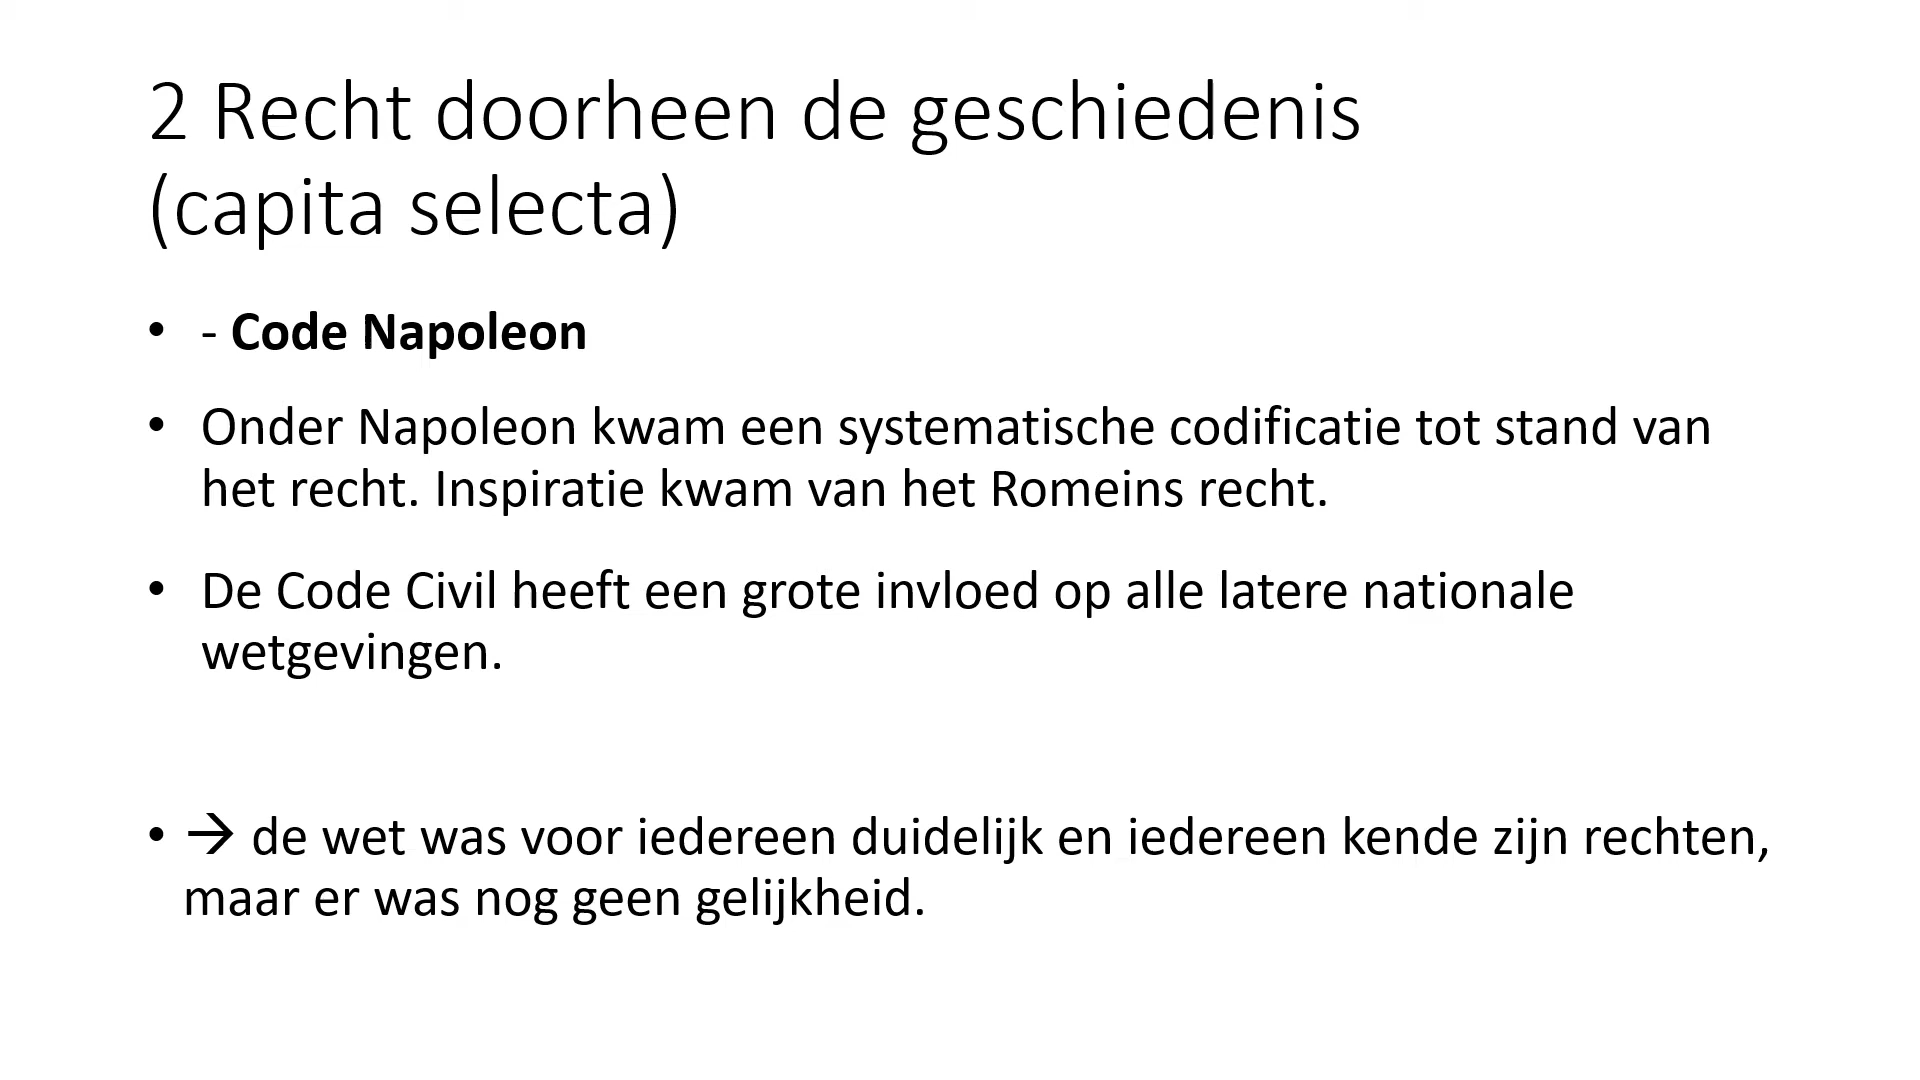 2 Recht doorheen de geschiedenis
(capita selecta)
• - Code Napoleon
• Onder Napoleon kwam een systematische codificatie tot stand van
het recht. Inspiratie kwam van het Romeins recht.
• De Code Civil heeft een grote invloed op alle latere nationale
wetgevingen.
• → de wet was voor iedereen duidelijk en iedereen kende zijn rechten,
maar er was nog geen gelijkheid.